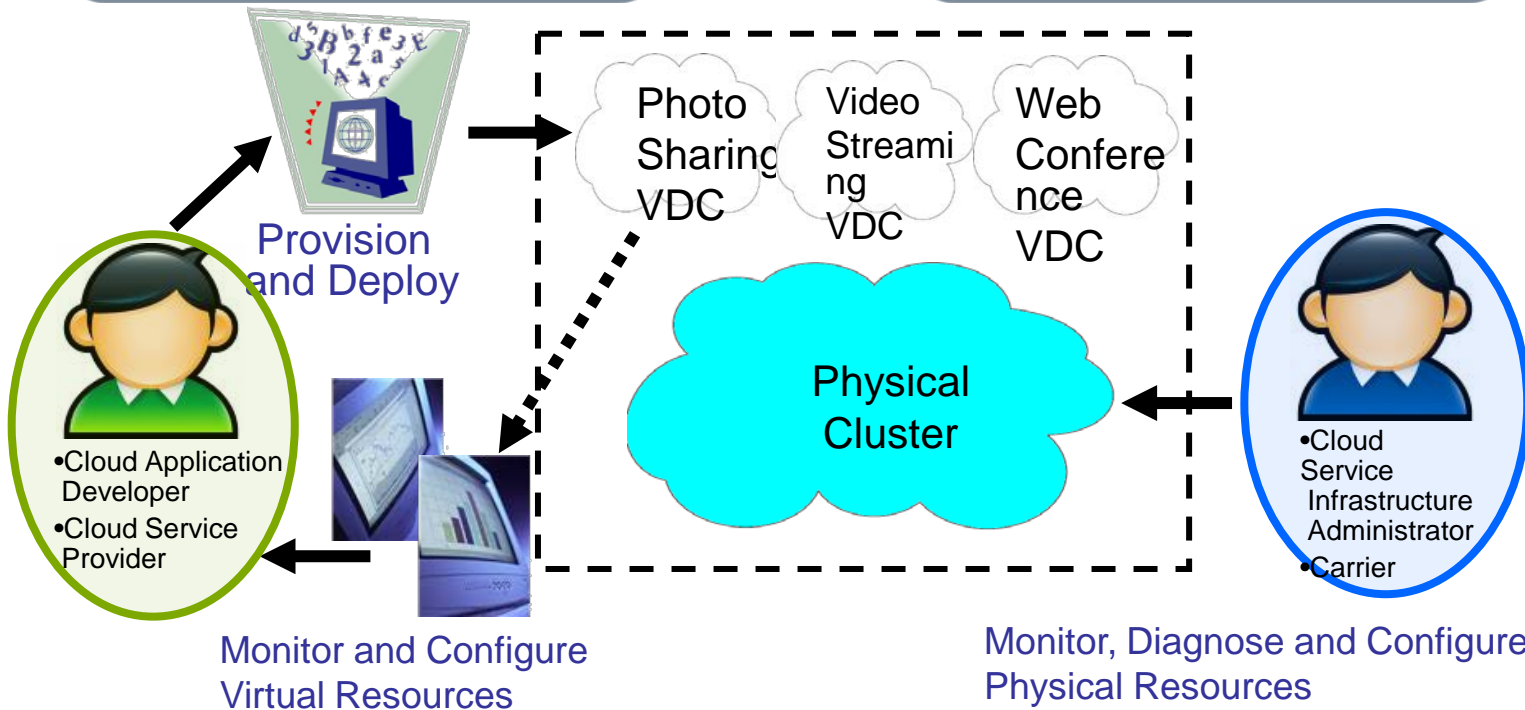 Photo
Sharing
VDC
Video
Streami
ng
VDC
Web
Confere
nce
VDC
Provision
and Deploy
Physical
Cluster
•Cloud Application
Developer
•Cloud Service
Provider
•Cloud
Service
Infrastructure
Administrator
•Carrier
Monitor and Configure
Virtual Resources
Monitor, Diagnose and Configure
Physical Resources